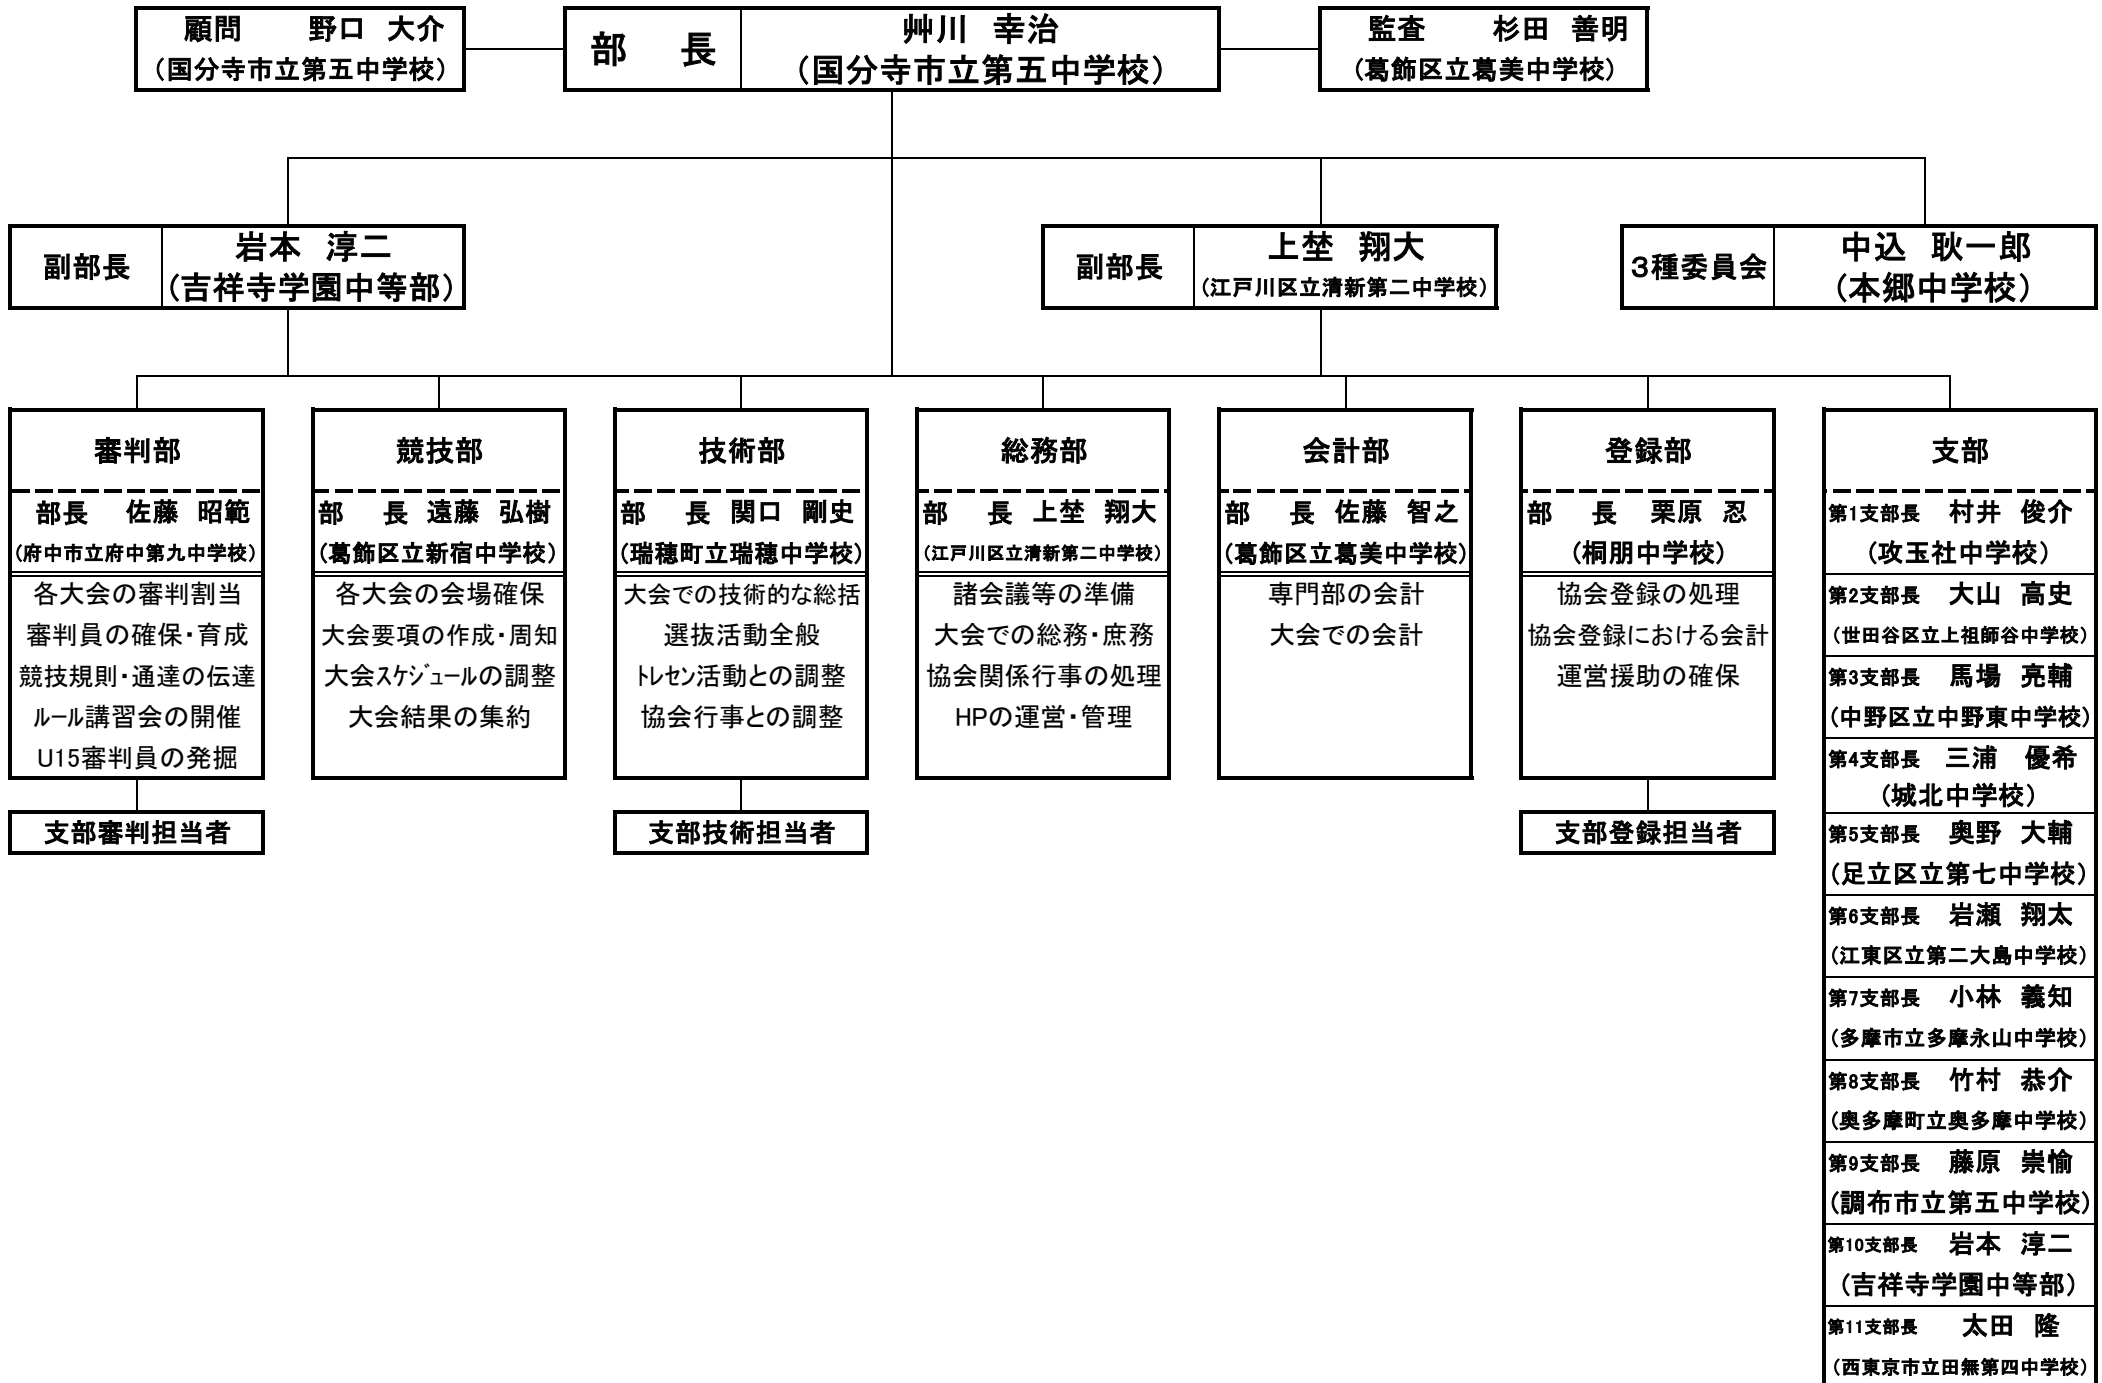 顧問　野口 大介
（国分寺市立第五中学校）
部 長
艸川 幸治
（国分寺市立第五中学校）
監査　杉田 善明
（葛飾区立葛美中学校）
副部長
岩本 淳二
（吉祥寺学園中等部）
副部長
上埜 翔大
（江戸川区立清新第二中学校）
３種委員会
中込 耿一郎
（本郷中学校）
審判部
部長　佐藤 昭範
（府中市立府中第九中学校）
各大会の審判割当
審判員の確保・育成
競技規則・通達の伝達
ﾙｰﾙ講習会の開催
U15審判員の発掘
支部審判担当者
競技部
部　長 遠藤 弘樹
（葛飾区立新宿中学校）
各大会の会場確保
大会要項の作成・周知
大会ｽｹｼﾞｭｰﾙの調整
大会結果の集約
技術部
部　長 関口 剛史
（瑞穂町立瑞穂中学校）
大会での技術的な総括
選抜活動全般
ﾄﾚｾﾝ活動との調整
協会行事との調整
支部技術担当者
総務部
部　長 上埜 翔大
（江戸川区立清新第二中学校）
諸会議等の準備
大会での総務・庶務
協会関係行事の処理
HPの運営・管理
会計部
部　長 佐藤 智之
（葛飾区立葛美中学校）
専門部の会計
大会での会計
登録部
部　長 栗原 忍
（桐朋中学校）
協会登録の処理
協会登録における会計
運営援助の確保
支部登録担当者
支部
第1支部長　村井 俊介
（攻玉社中学校）
第2支部長　大山 高史
（世田谷区立上祖師谷中学校）
第3支部長　馬場 亮輔
（中野区立中野東中学校）
第4支部長　三浦 優希
（城北中学校）
第5支部長　奥野 大輔
（足立区立第七中学校）
第6支部長　岩瀬 翔太
（江東区立第二大島中学校）
第7支部長　小林 義知
（多摩市立多摩永山中学校）
第8支部長　竹村 恭介
（奥多摩町立奥多摩中学校）
第9支部長　藤原 崇愉
（調布市立第五中学校）
第10支部長　岩本 淳二
（吉祥寺学園中等部）
第11支部長　太田 隆
（西東京市立田無第四中学校）